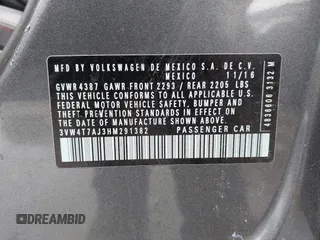 MFD BY VOLKSWAGEN DE MEXICO S.A. DE C.V.
MEXICO 11/16
GVWR 4387 GAWR FRONT 2293 / REAR 2205 LBS
THIS VEHICLE CONFORMS TO ALL APPLICABLE U.S.
FEDERAL MOTOR VEHICLE SAFETY, BUMPER AND
THEFT PREVENTION STANDARDS IN EFFECT ON THE
DATE OF MANUFACTURE SHOWN ABOVE
3VW4T7AJ3HM291382 PASSENGER CAR
4836606 3132 M
DREAMBID